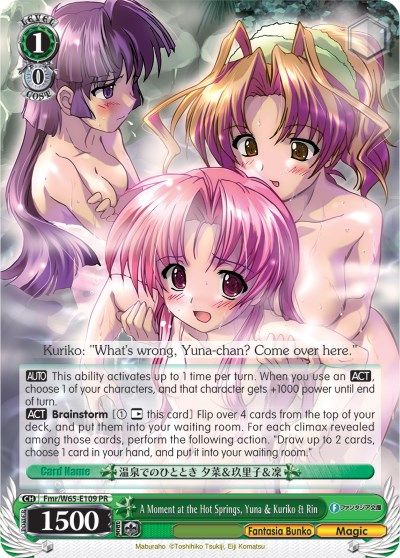 LEVEL
1
0
COST
Kuriko: "What's wrong, Yuna-chan? Come over here."
AUTO This ability activates up to 1 time per turn. When you use an ACT,
choose 1 of your characters, and that character gets +1000 power until end
of turn.
ACT Brainstorm [① ▶ this card] Flip over 4 cards from the top of your
deck, and put them into your waiting room. For each climax revealed
among those cards, perform the following action. "Draw up to 2 cards,
choose 1 card in your hand, and put it into your waiting room."
Card Name 温泉でのひととき 夕菜&玖里子&凜
CH Fmr/W65-E109 PR
POWER 1500
A Moment at the Hot Springs, Yuna & Kuriko & Rin
ファンタジア文庫
Fantasia Bunko Magic
Maburaho ©Toshihiko Tsukiji, Eiji Komatsu